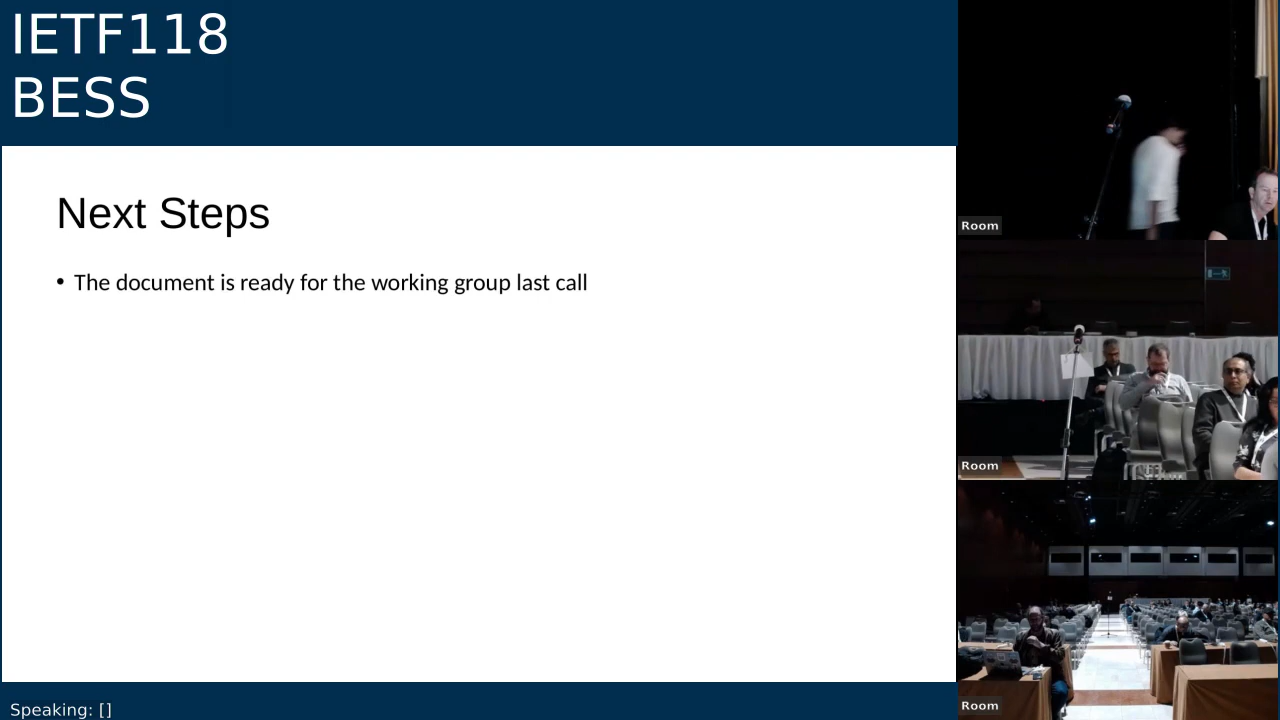 IETF118
BESS
Next Steps
• The document is ready for the working group last call
Speaking: []
Room
Room
Room